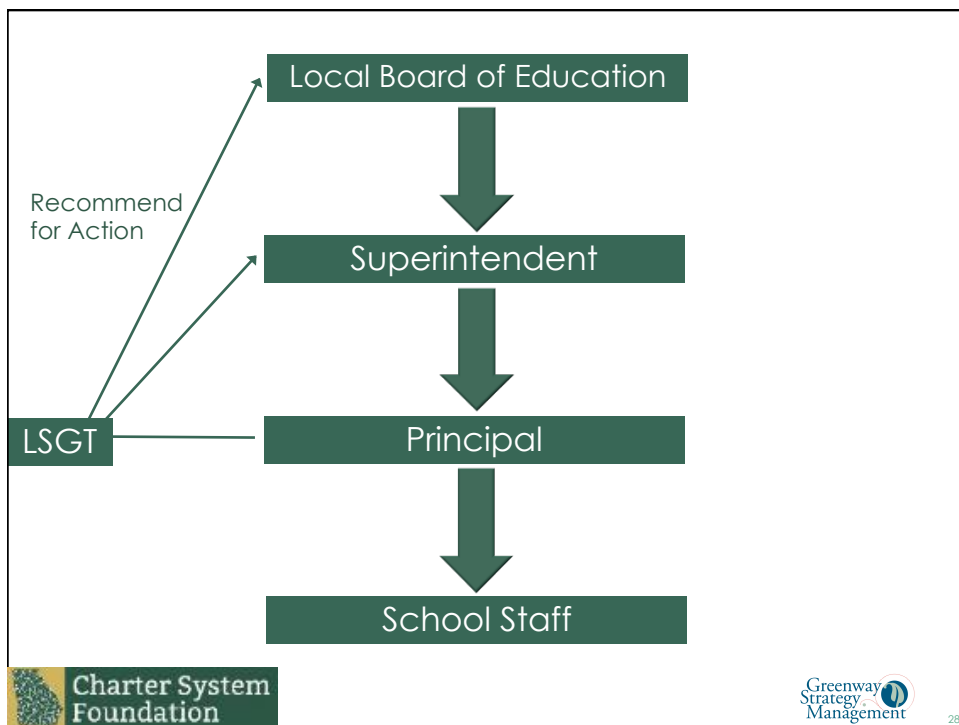 Local Board of Education
Recommend
for Action
Superintendent
LSGT
Principal
School Staff
Charter System
Foundation
Greenway
Strategy
Management
28